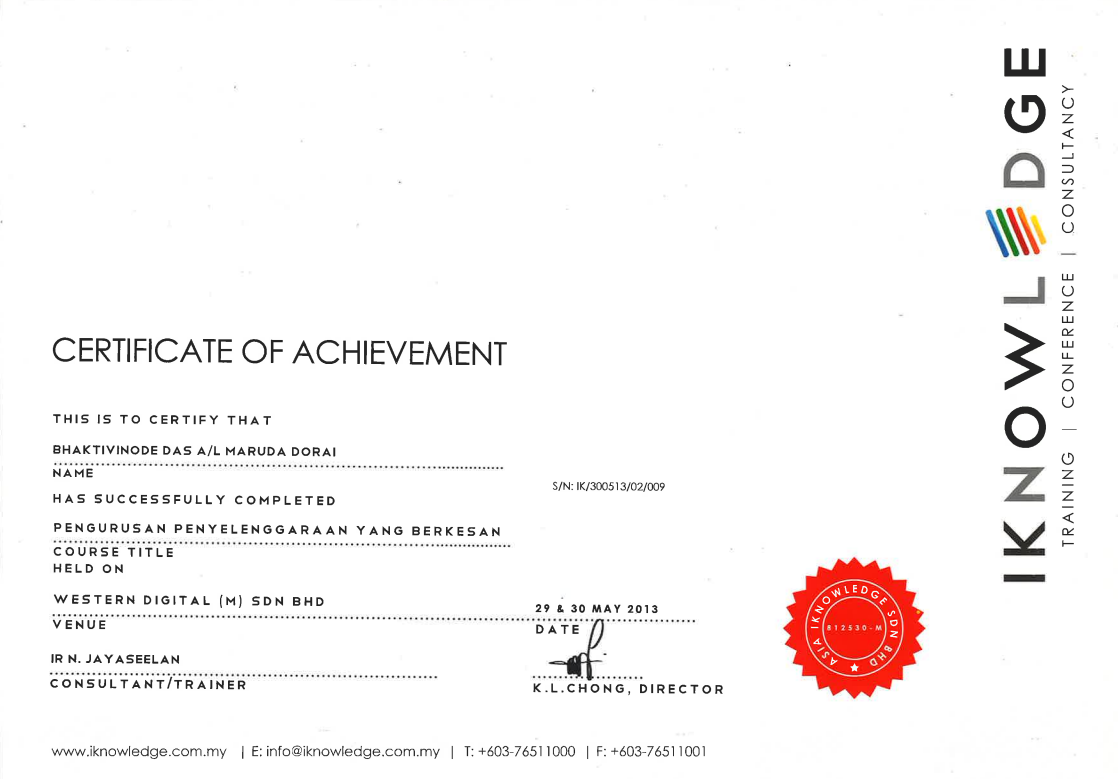 IKNOWLEDGE
TRAINING | CONFERENCE | CONSULTANCY
CERTIFICATE OF ACHIEVEMENT
THIS IS TO CERTIFY THAT
BHAKTIVINODE DAS A/L MARUDA DORAI
NAME
S/N: IK/300513/02/009
HAS SUCCESSFULLY COMPLETED
PENGURUSAN PENYELENGGARAAN YANG BERKESAN
COURSE TITLE
HELD ON
WESTERN DIGITAL (M) SDN BHD
29 & 30 MAY 2013
VENUE
DATE
IR N. JAYASEELAN
CONSULTANT/TRAINER
K.L.CHONG, DIRECTOR
ASIA IKNOWLEDGE SDN BHD
812530-M
www.iknowledge.com.my | E: info@iknowledge.com.my | T: +603-76511000 | F: +603-76511001